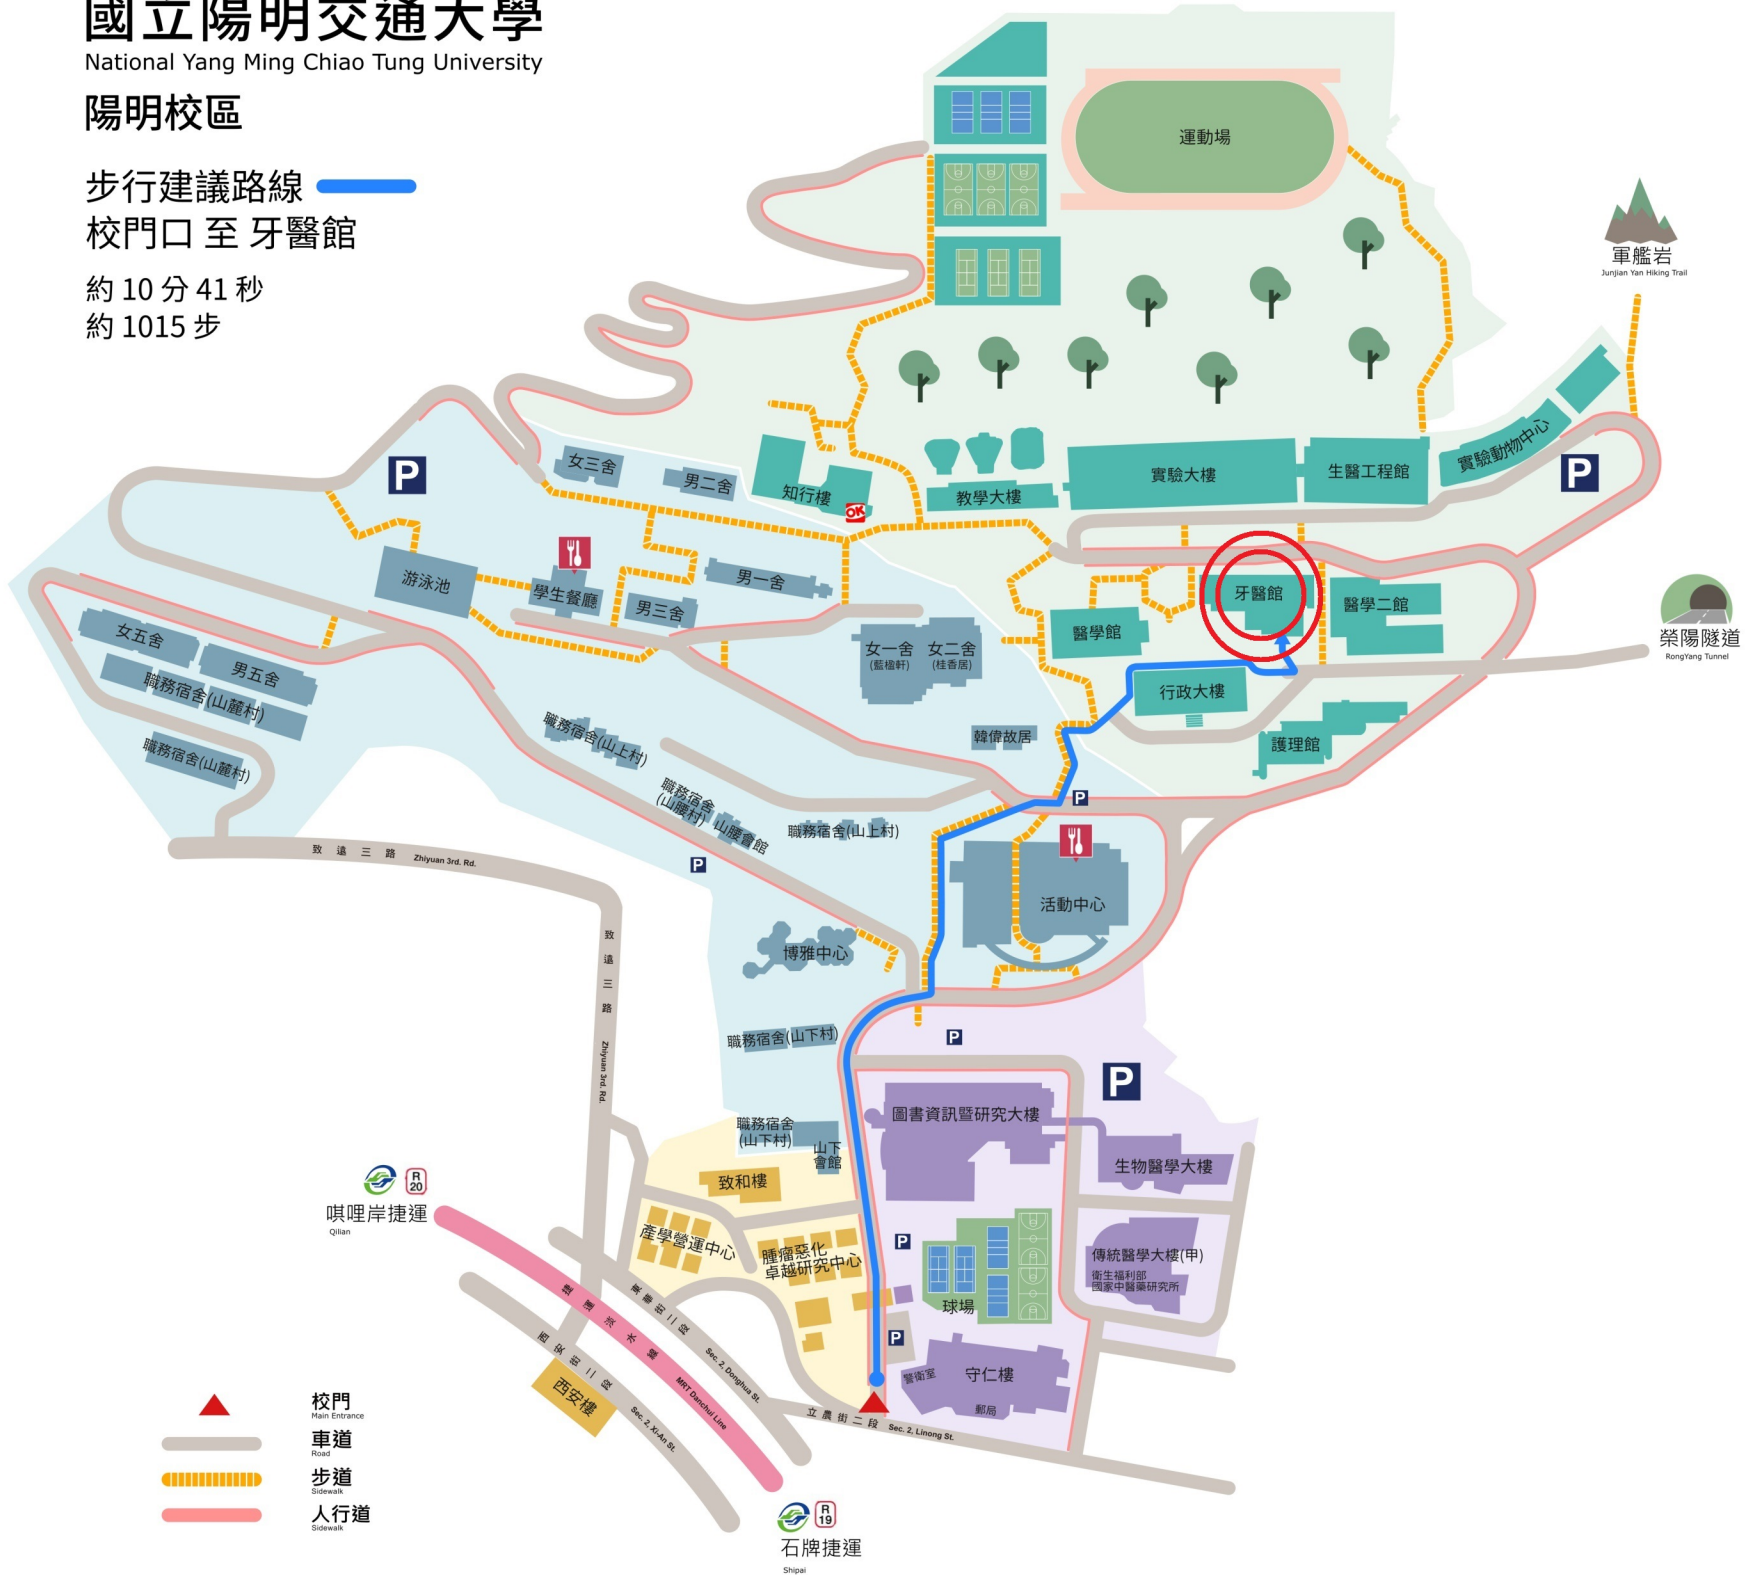 國立陽明交通大學
National Yang Ming Chiao Tung University
陽明校區
步行建議路線
校門口 至 牙醫館
約 10 分 41 秒
約 1015 步
運動場
軍艦岩
Junjian Yan Hiking Trail
實驗動物中心
P
P
女三舍
男二舍
知行樓
OK
教學大樓
實驗大樓
生醫工程館
游泳池
學生餐廳
男一舍
男三舍
牙醫館
醫學二館
醫學館
榮陽隧道
RongYang Tunnel
女五舍
男五舍
職務宿舍(山麓村)
職務宿舍(山麓村)
女一舍
(藍楹軒)
女二舍
(桂香居)
行政大樓
護理館
韓偉故居
職務宿舍(山上村)
職務宿舍
(山腰村)
山腰會館
職務宿舍(山上村)
P
P
致遠三路 Zhiyuan 3rd. Rd.
活動中心
博雅中心
致遠三路 Zhiyuan 3rd. Rd.
職務宿舍(山下村)
P
P
圖書資訊暨研究大樓
職務宿舍
(山下村)
山下
會館
生物醫學大樓
致和樓
R
20
唭哩岸捷運
Qilian
產學營運中心
腫瘤惡化
卓越研究中心
P
傳統醫學大樓(甲)
衛生福利部
國家中醫藥研究所
球場
P
東華街二段 Sec. 2, Donghua St.
捷運淡水線 MRT Danchui Line
西安街二段 Sec. 2, Xi-An St.
西安樓
警衛室
守仁樓
郵局
立農街二段 Sec. 2, Linong St.
校門
Main Entrance
車道
Road
步道
Sidewalk
人行道
Sidewalk
R
19
石牌捷運
Shipai